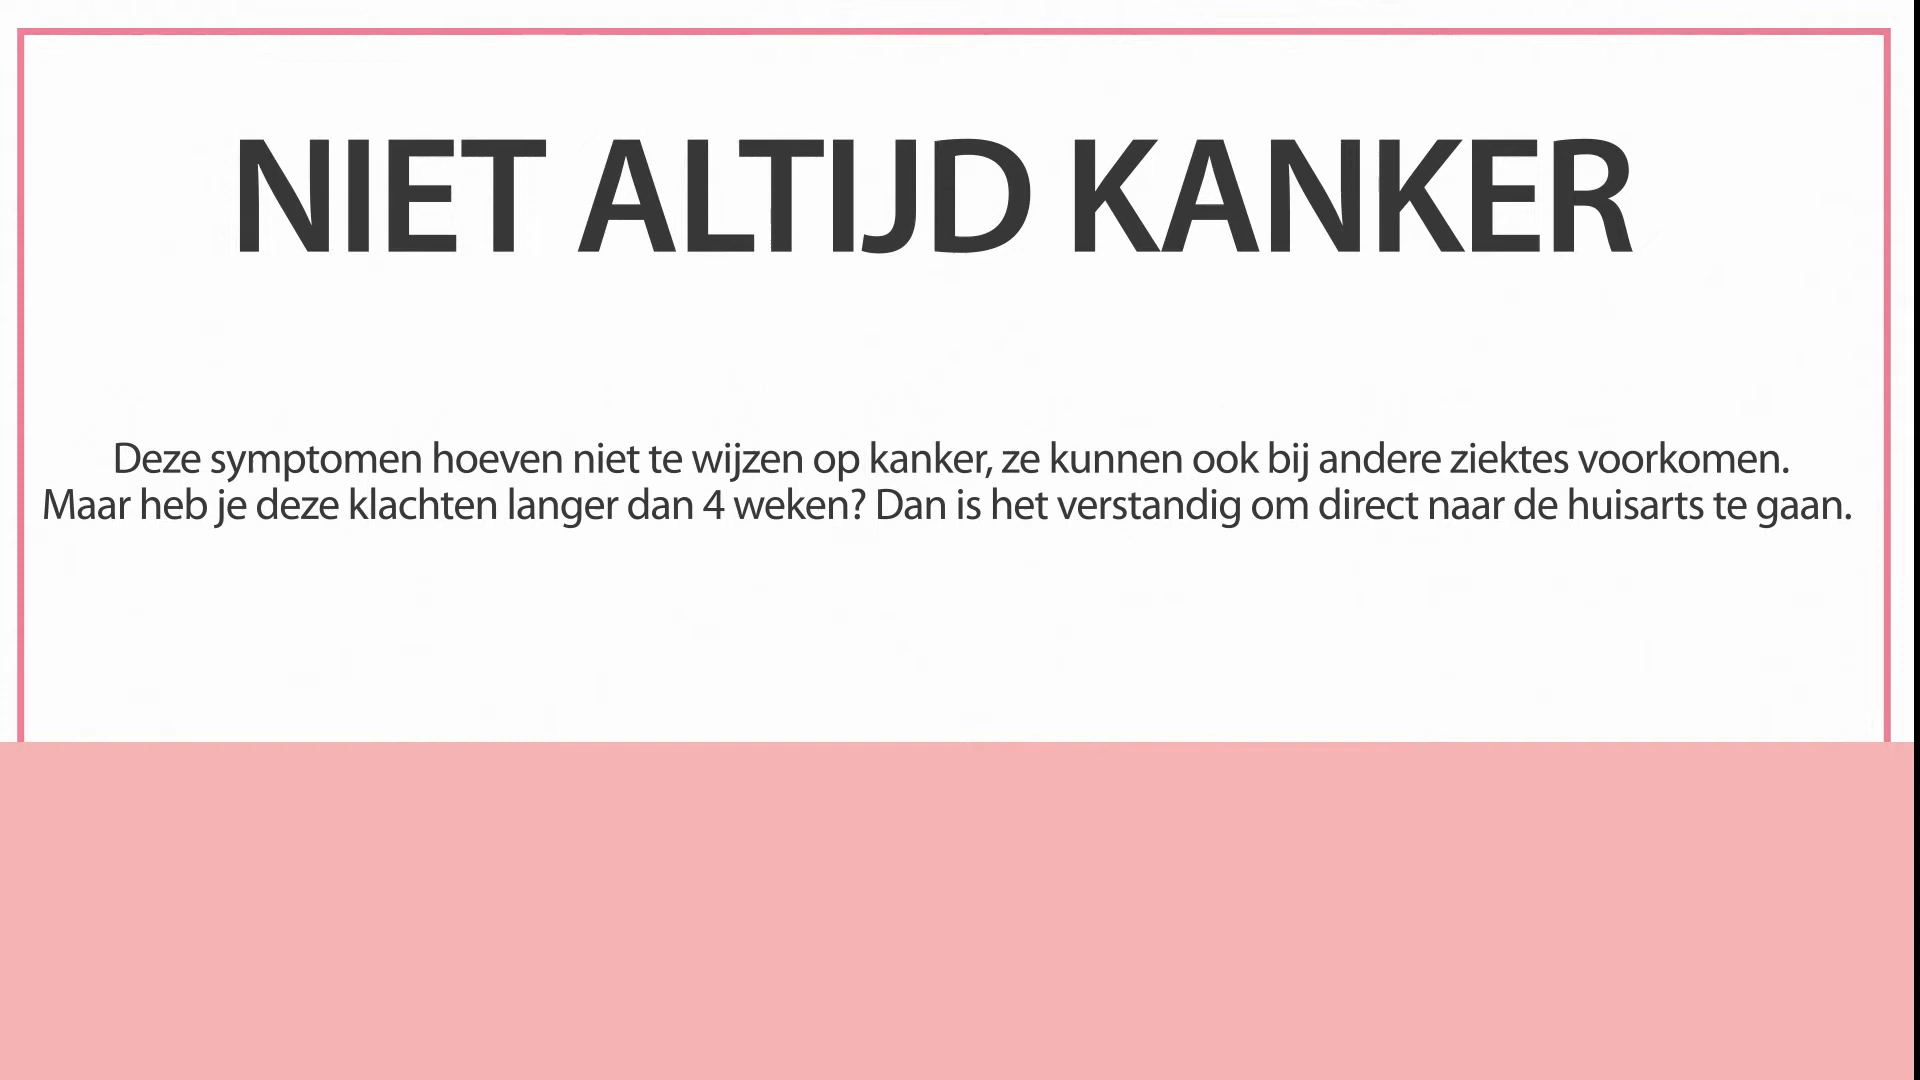 NIET ALTIJD KANKER
Deze symptomen hoeven niet te wijzen op kanker, ze kunnen ook bij andere ziektes voorkomen.
Maar heb je deze klachten langer dan 4 weken? Dan is het verstandig om direct naar de huisarts te gaan.